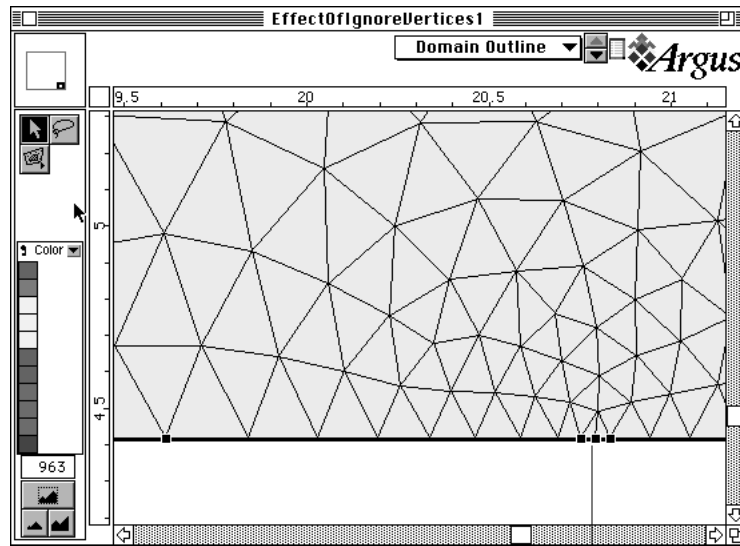 EffectOfIgnoreVertices1
Domain Outline
Argus
9.5 20 20.5 21
5
Color
4.5
963